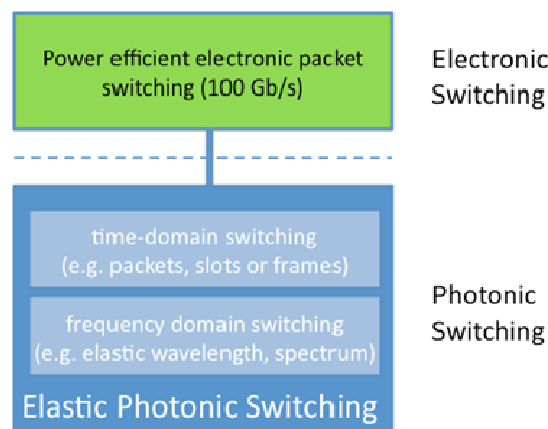 Power efficient electronic packet
switching (100 Gb/s)
Electronic
Switching
time-domain switching
(e.g. packets, slots or frames)
frequency domain switching
(e.g. elastic wavelength, spectrum)
Photonic
Switching
Elastic Photonic Switching